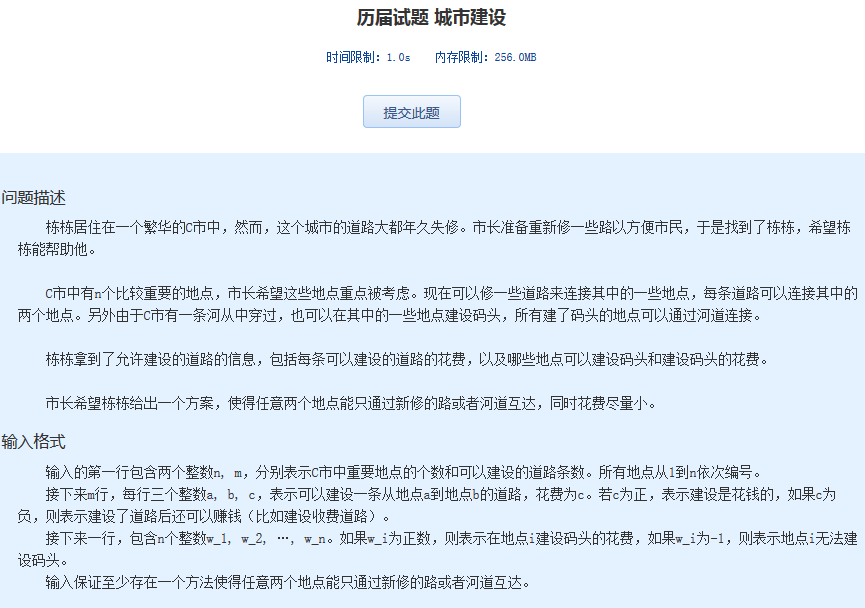 历届试题 城市建设
时间限制：1.0s 内存限制：256.0MB
提交此题
问题描述
栋栋居住在一个繁华的C市中，然而，这个城市的道路大都年久失修。市长准备重新修一些路以方便市民，于是找到了栋栋，希望栋
栋能帮助他。
C市中有n个比较重要的地点，市长希望这些地点重点被考虑。现在可以修一些道路来连接其中的一些地点，每条道路可以连接其中的
两个地点。另外由于C市有一条河从中穿过，也可以在其中的一些地点建设码头，所有建了码头的地点可以通过河道连接。
栋栋拿到了允许建设的道路的信息，包括每条可以建设的道路的花费，以及哪些地点可以建设码头和建设码头的花费。
市长希望栋栋给出一个方案，使得任意两个地点能只通过新修的路或者河道互达，同时花费尽量小。
输入格式
输入的第一行包含两个整数n, m，分别表示C市中重要地点的个数和可以建设的道路条数。所有地点从1到n依次编号。
接下来m行，每行三个整数a, b, c，表示可以建设一条从地点a到地点b的道路，花费为c。若c为正，表示建设是花钱的，如果c为
负，则表示建设了道路后还可以赚钱（比如建设收费道路）。
接下来一行，包含n个整数w_1, w_2, …, w_n。如果w_i为正数，则表示在地点i建设码头的花费，如果w_i为-1，则表示地点i无法建
设码头。
输入保证至少存在一个方法使得任意两个地点能只通过新修的路或者河道互达。